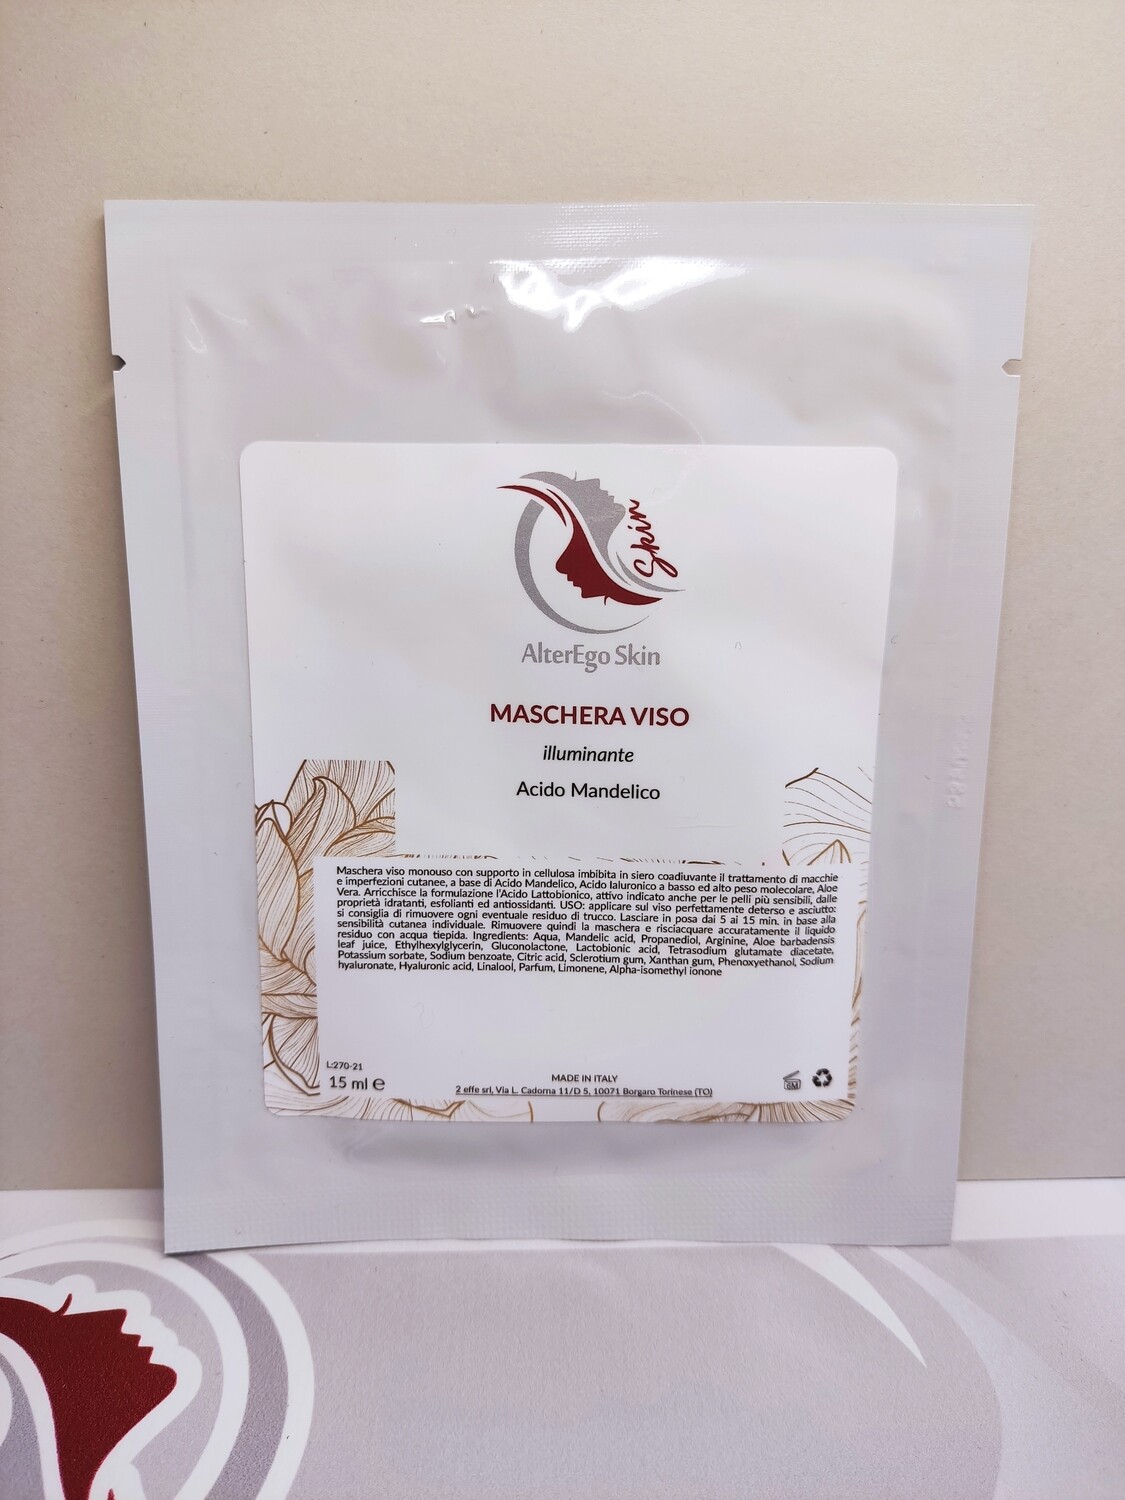 Skin
AlterEgo Skin
MASCHERA VISO
illuminante
Acido Mandelico
Maschera viso monouso con supporto in cellulosa imbibita in siero coadiuvante il trattamento di macchie
e imperfezioni cutanee, a base di Acido Mandelico, Acido Ialuronico a basso ed alto peso molecolare, Aloe
Vera. Arricchisce la formulazione l'Acido Lattobionico, attivo indicato anche per le pelli più sensibili, dalle
proprietà idratanti, esfolianti ed antiossidanti. USO: applicare sul viso perfettamente deterso e asciutto:
si consiglia di rimuovere ogni eventuale residuo di trucco. Lasciare in posa dai 5 ai 15 min. in base alla
sensibilità cutanea individuale. Rimuovere quindi la maschera e risciacquare accuratamente il liquido
residuo con acqua tiepida. Ingredients: Aqua, Mandelic acid, Propanediol, Arginine, Aloe barbadensis
leaf juice, Ethylhexylglycerin, Gluconolactone, Lactobionic acid, Tetrasodium glutamate diacetate,
Potassium sorbate, Sodium benzoate, Citric acid, Sclerotium gum, Xanthan gum, Phenoxyethanol, Sodium
hyaluronate, Hyaluronic acid, Linalool, Parfum, Limonene, Alpha-isomethyl ionone
L:270-21
15 ml e
MADE IN ITALY
2 effe srl, Via L. Cadorna 11/D 5, 10071 Borgaro Torinese (TO)